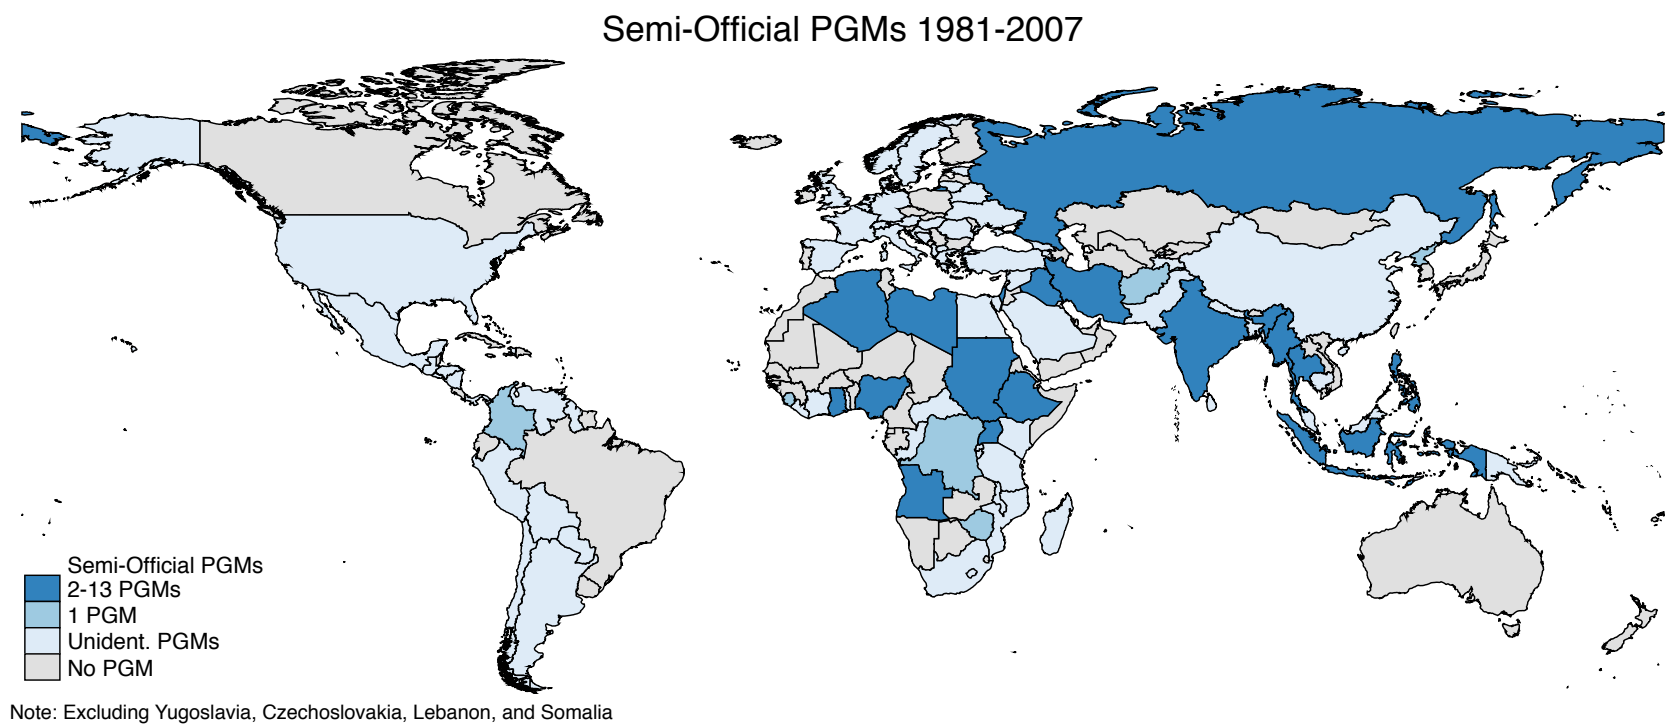 Semi-Official PGMs 1981-2007
Semi-Official PGMs
2-13 PGMs
1 PGM
Unident. PGMs
No PGM
Note: Excluding Yugoslavia, Czechoslovakia, Lebanon, and Somalia